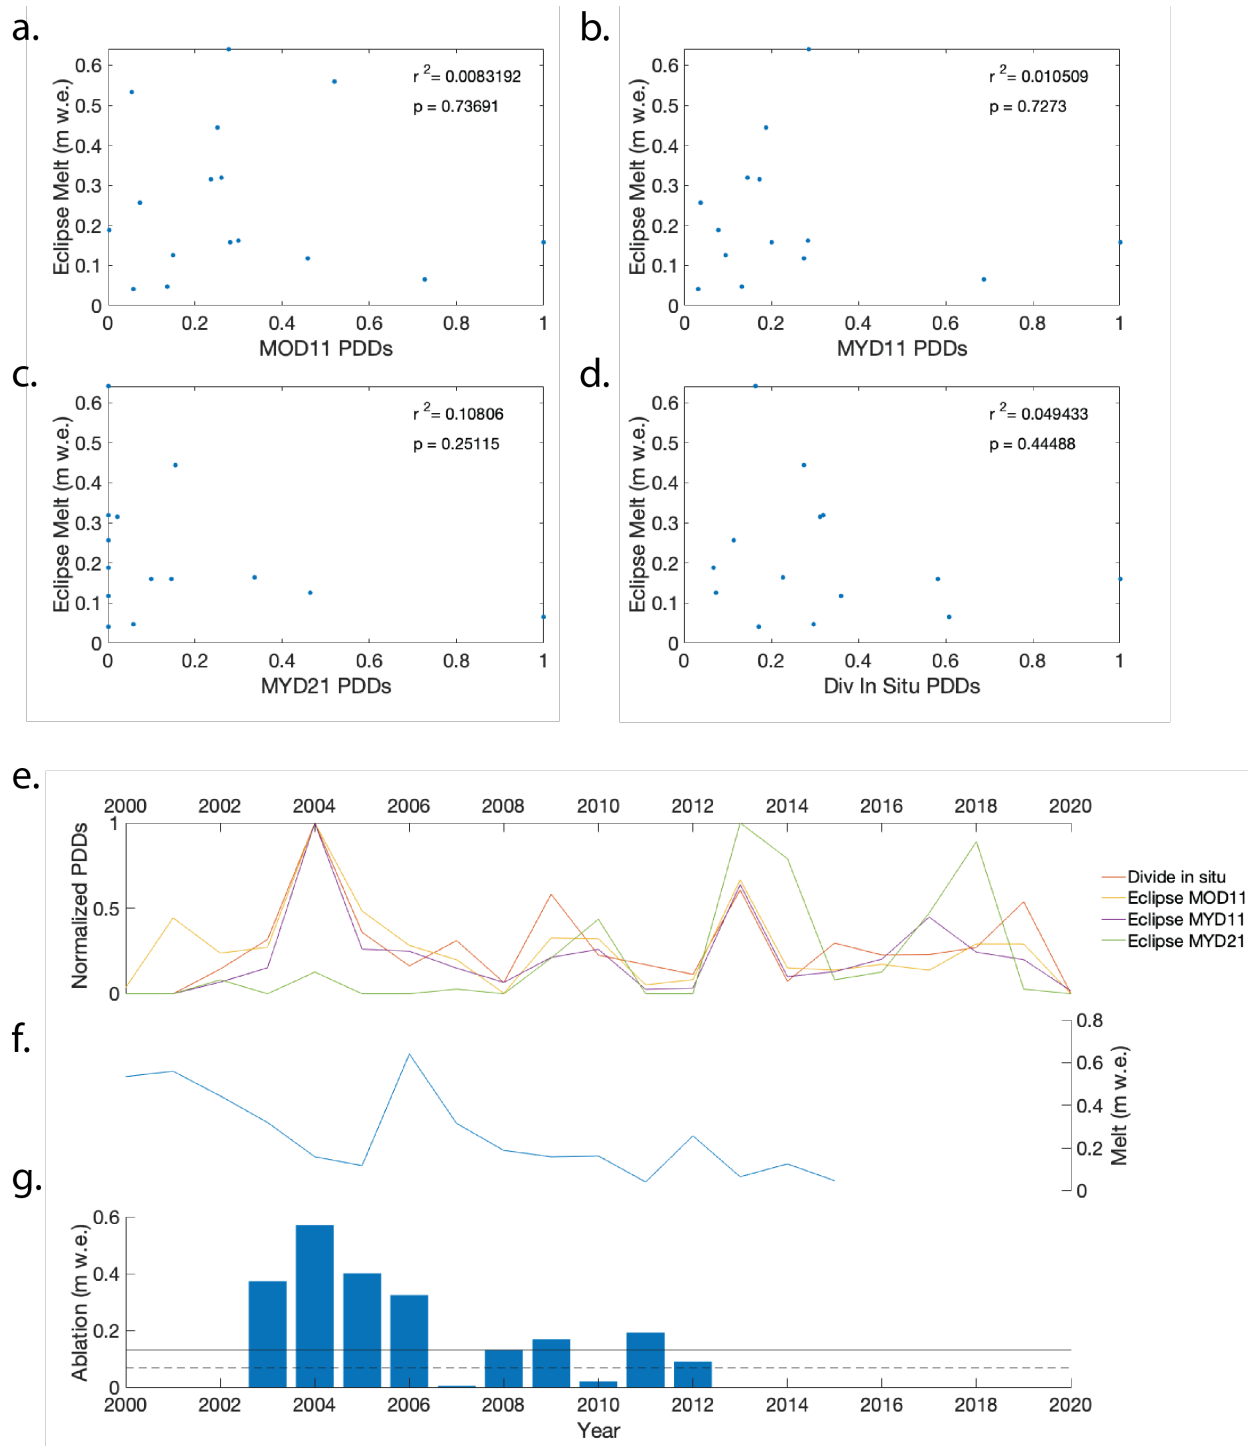 a.
0.6
0.5
0.4
0.3
0.2
0.1
0
Eclipse Melt (m w.e.)
r 2= 0.0083192
p = 0.73691
0 0.2 0.4 0.6 0.8 1
MOD11 PDDs
b.
0.6
0.5
0.4
0.3
0.2
0.1
0
Eclipse Melt (m w.e.)
r 2= 0.010509
p = 0.7273
0 0.2 0.4 0.6 0.8 1
MYD11 PDDs
c.
0.6
0.5
0.4
0.3
0.2
0.1
0
Eclipse Melt (m w.e.)
r 2= 0.10806
p = 0.25115
0 0.2 0.4 0.6 0.8 1
MYD21 PDDs
d.
0.6
0.5
0.4
0.3
0.2
0.1
0
Eclipse Melt (m w.e.)
r 2= 0.049433
p = 0.44488
0 0.2 0.4 0.6 0.8 1
Div In Situ PDDs
e.
2000 2002 2004 2006 2008 2010 2012 2014 2016 2018 2020
1
0.5
0
Normalized PDDs
Divide in situ
Eclipse MOD11
Eclipse MYD11
Eclipse MYD21
f.
0.8
0.6
0.4
0.2
0
Melt (m w.e.)
g.
0.6
0.4
0.2
0
Ablation (m w.e.)
2000 2002 2004 2006 2008 2010 2012 2014 2016 2018 2020
Year